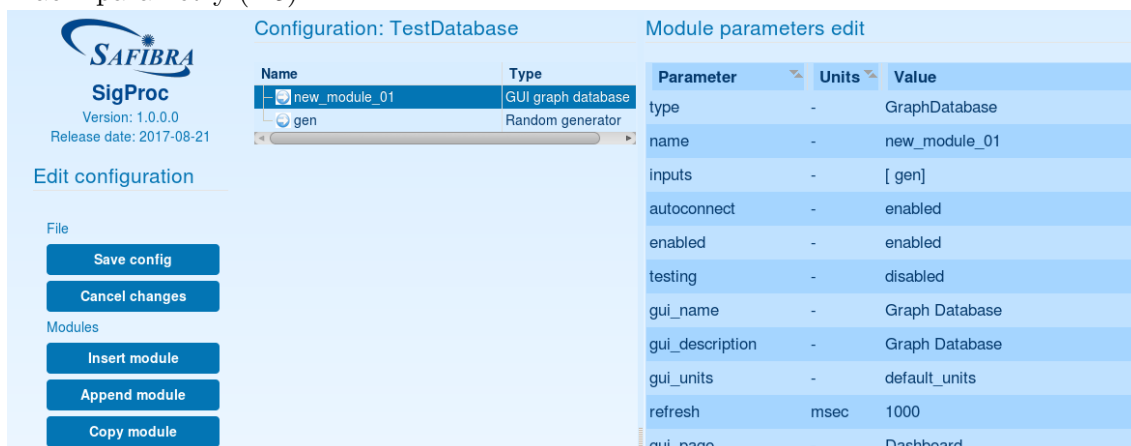 SAFIBRA
SigProc
Version: 1.0.0.0
Release date: 2017-08-21
Edit configuration
File
Save config
Cancel changes
Modules
Insert module
Append module
Copy module
Configuration: TestDatabase
Name Type
new_module_01 GUI graph database
gen Random generator
Module parameters edit
Parameter Units Value
type - GraphDatabase
name - new_module_01
inputs - [ gen]
autoconnect - enabled
enabled - enabled
testing - disabled
gui_name - Graph Database
gui_description - Graph Database
gui_units - default_units
refresh msec 1000
gui_page Dashboard